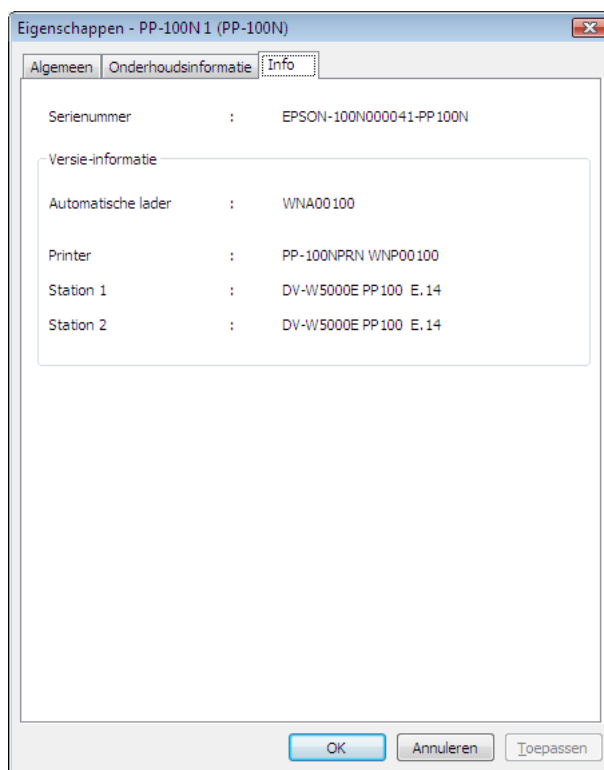 Eigenschappen - PP-100N 1 (PP-100N)
Algemeen Onderhoudsinformatie Info
Serienummer : EPSON-100N000041-PP100N
Versie-informatie
Automatische lader : WNA00100
Printer : PP-100NPRN WNP00100
Station 1 : DV-W5000E PP100 E.14
Station 2 : DV-W5000E PP100 E.14
OK Annuleren Toepassen